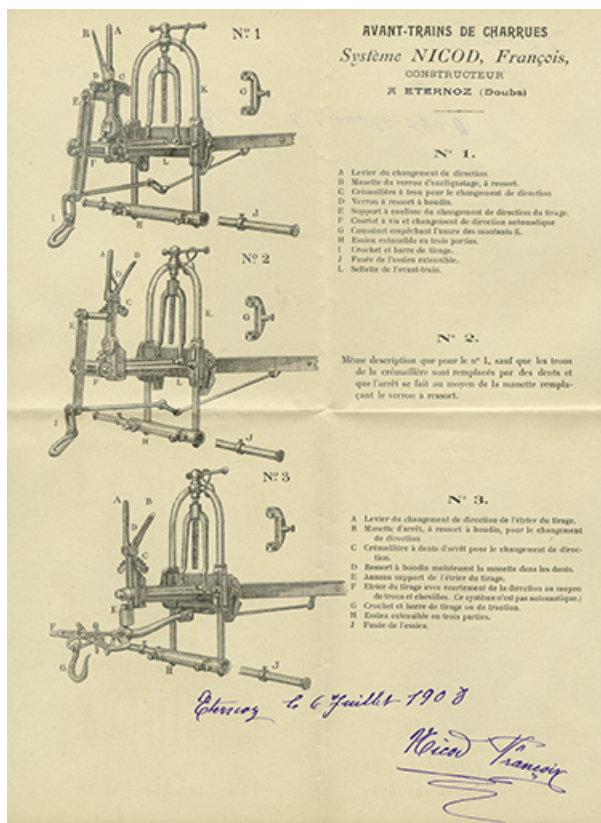 AVANT-TRAINS DE CHARRUES
Système NICOD, François,
CONSTRUCTEUR
A ETERNOZ (Doubs)
N° 1
A B C D E F G H I J K L
N° 1.
A Levier du changement de direction
B Manette du verrou d'encliquetage, à ressort.
C Crémaillère à trou pour le changement de direction
D Verrou à ressort à boudin.
E Support à coulisse du changement de direction du tirage.
F Chariot à vis et changement de direction automatique
G Coussinet empêchant l'usure des montants K.
H Essieu extensible en trois parties.
I Crochet et barre de tirage.
J Fusée de l'essieu extensible.
L Sellette de l'avant-train.
N° 2
A B C D E F G H J J K L
N° 2.
Même description que pour le n° 1, sauf que les trous
de la crémaillère sont remplacés par des dents et
que l'arrêt se fait au moyen de la manette rempla-
çant le verrou à ressort.
N° 3
A B C D E F G H J
N° 3.
A Levier du changement de direction de l'étrier du tirage.
B Manette d'arrêt, à ressort à boudin, pour le changement
de direction
C Crémaillère à dents d'arrêt pour le changement de direc-
tion.
D Ressort à boudin maintenant la manette dans les dents.
E Anneau support de l'étrier du tirage.
F Etrier du tirage avec écartement de la direction au moyen
de trous et chevilles. (Ce système n'est pas automatique.)
G Crochet et barre de tirage ou de traction.
H Essieu extensible en trois parties.
J Fusée de l'essieu.
Eternoz le 6 Juillet 1908
Nicod François